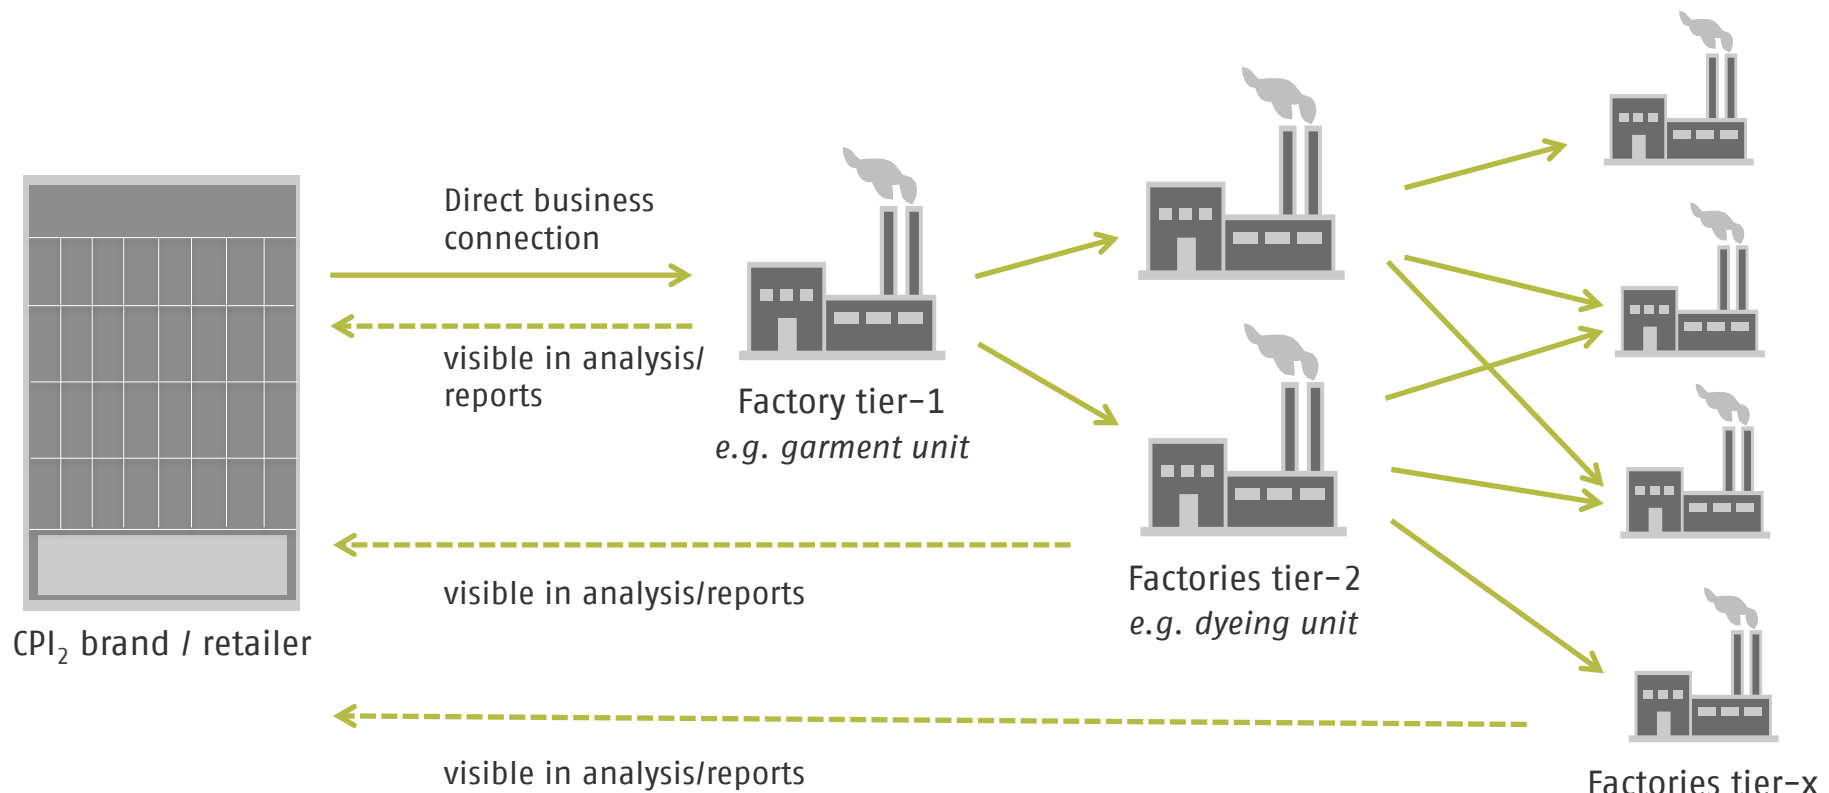 Direct business
connection
visible in analysis/
reports
Factory tier-1
e.g. garment unit
visible in analysis/reports
Factories tier-2
e.g. dyeing unit
CPI₂ brand / retailer
visible in analysis/reports
Factories tier-x